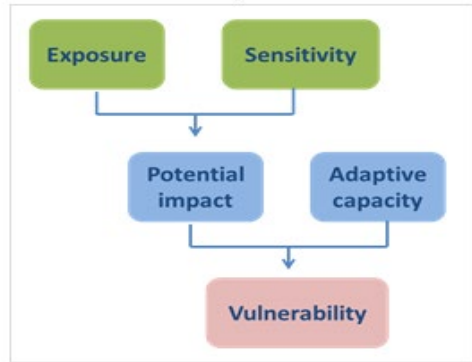 Exposure
Sensitivity
Potential
impact
Adaptive
capacity
Vulnerability